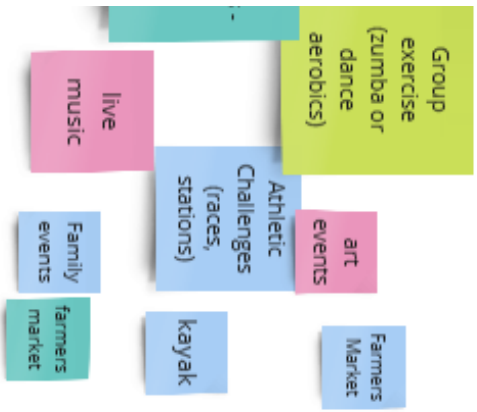 Group
exercise
(zumba or
dance
aerobics)
art
events
Farmers
Market
Athletic
Challenges
(races,
stations)
kayak
live
music
Family
events
farmers
market